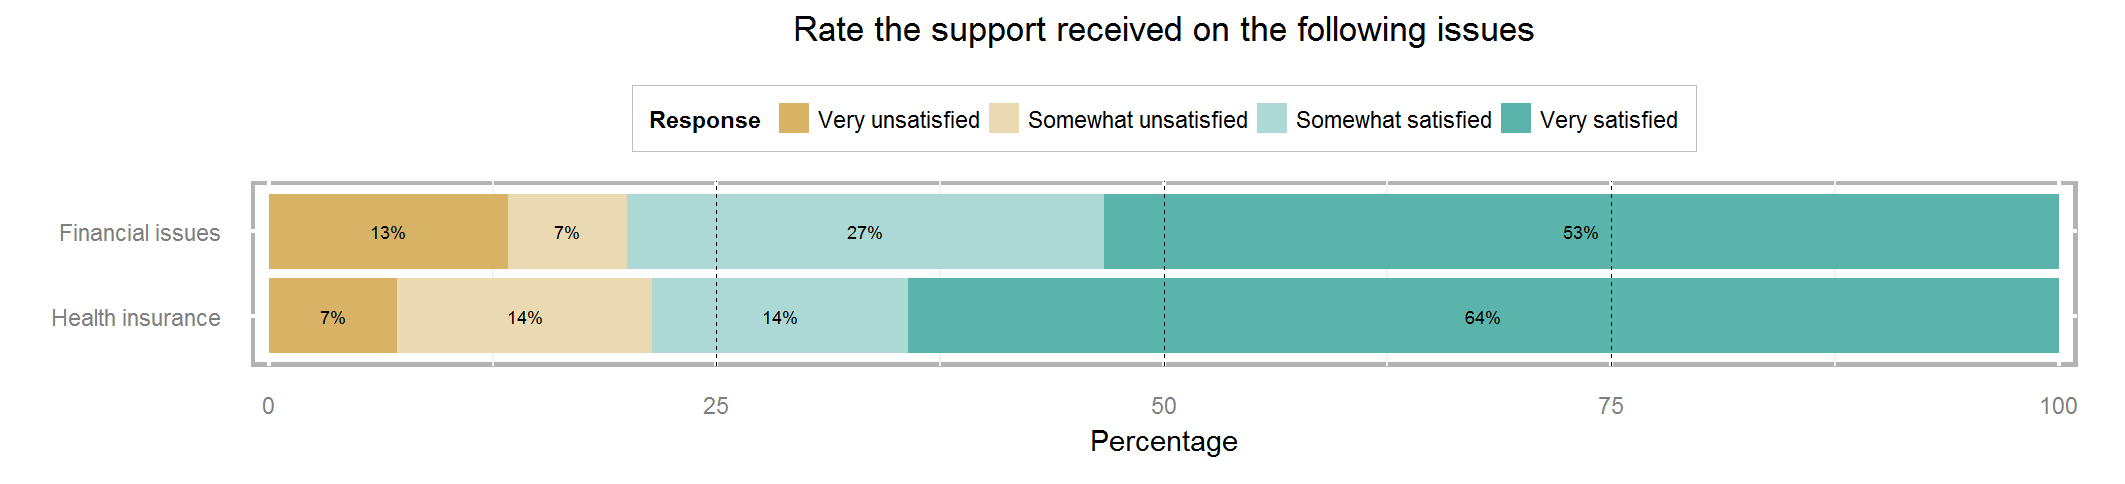 Rate the support received on the following issues
Response Very unsatisfied Somewhat unsatisfied Somewhat satisfied Very satisfied
Financial issues 13% 7% 27% 53%
Health insurance 7% 14% 14% 64%
0 25 50 75 100
Percentage